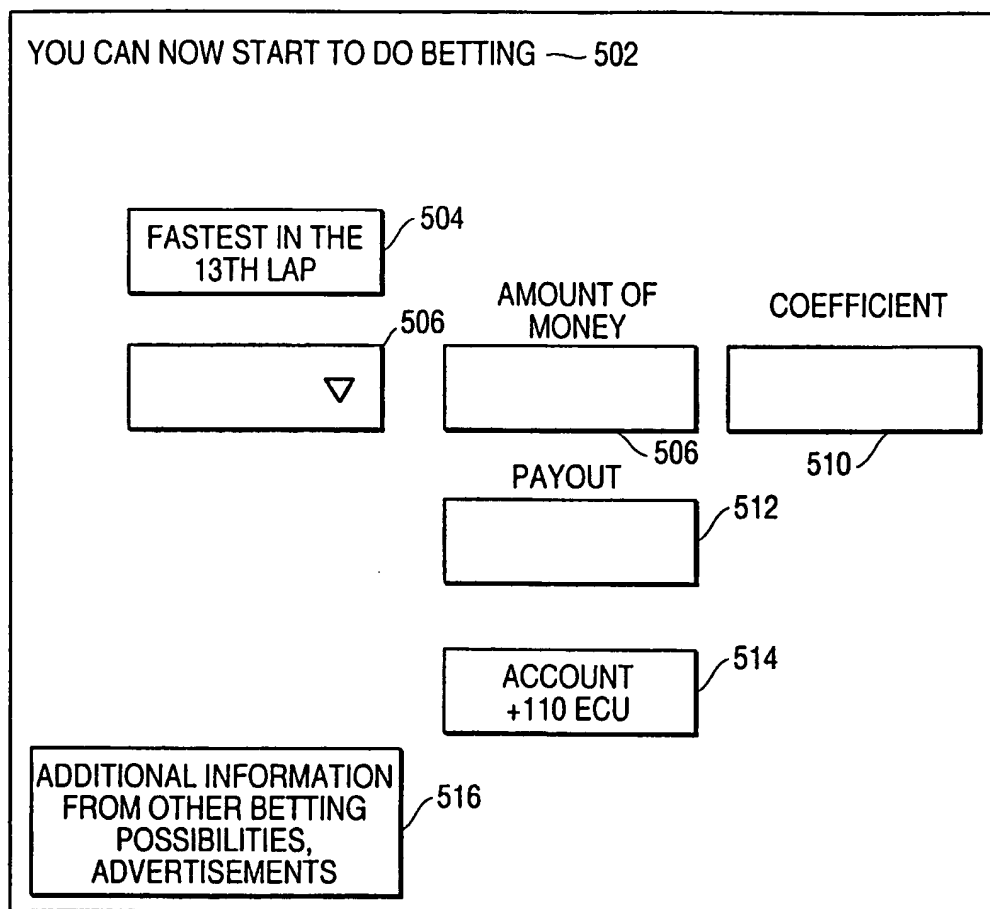 YOU CAN NOW START TO DO BETTING 502
FASTEST IN THE
13TH LAP
504
506
AMOUNT OF
MONEY
506
COEFFICIENT
510
PAYOUT
512
ACCOUNT
+110 ECU
514
ADDITIONAL INFORMATION
FROM OTHER BETTING
POSSIBILITIES,
ADVERTISEMENTS
516